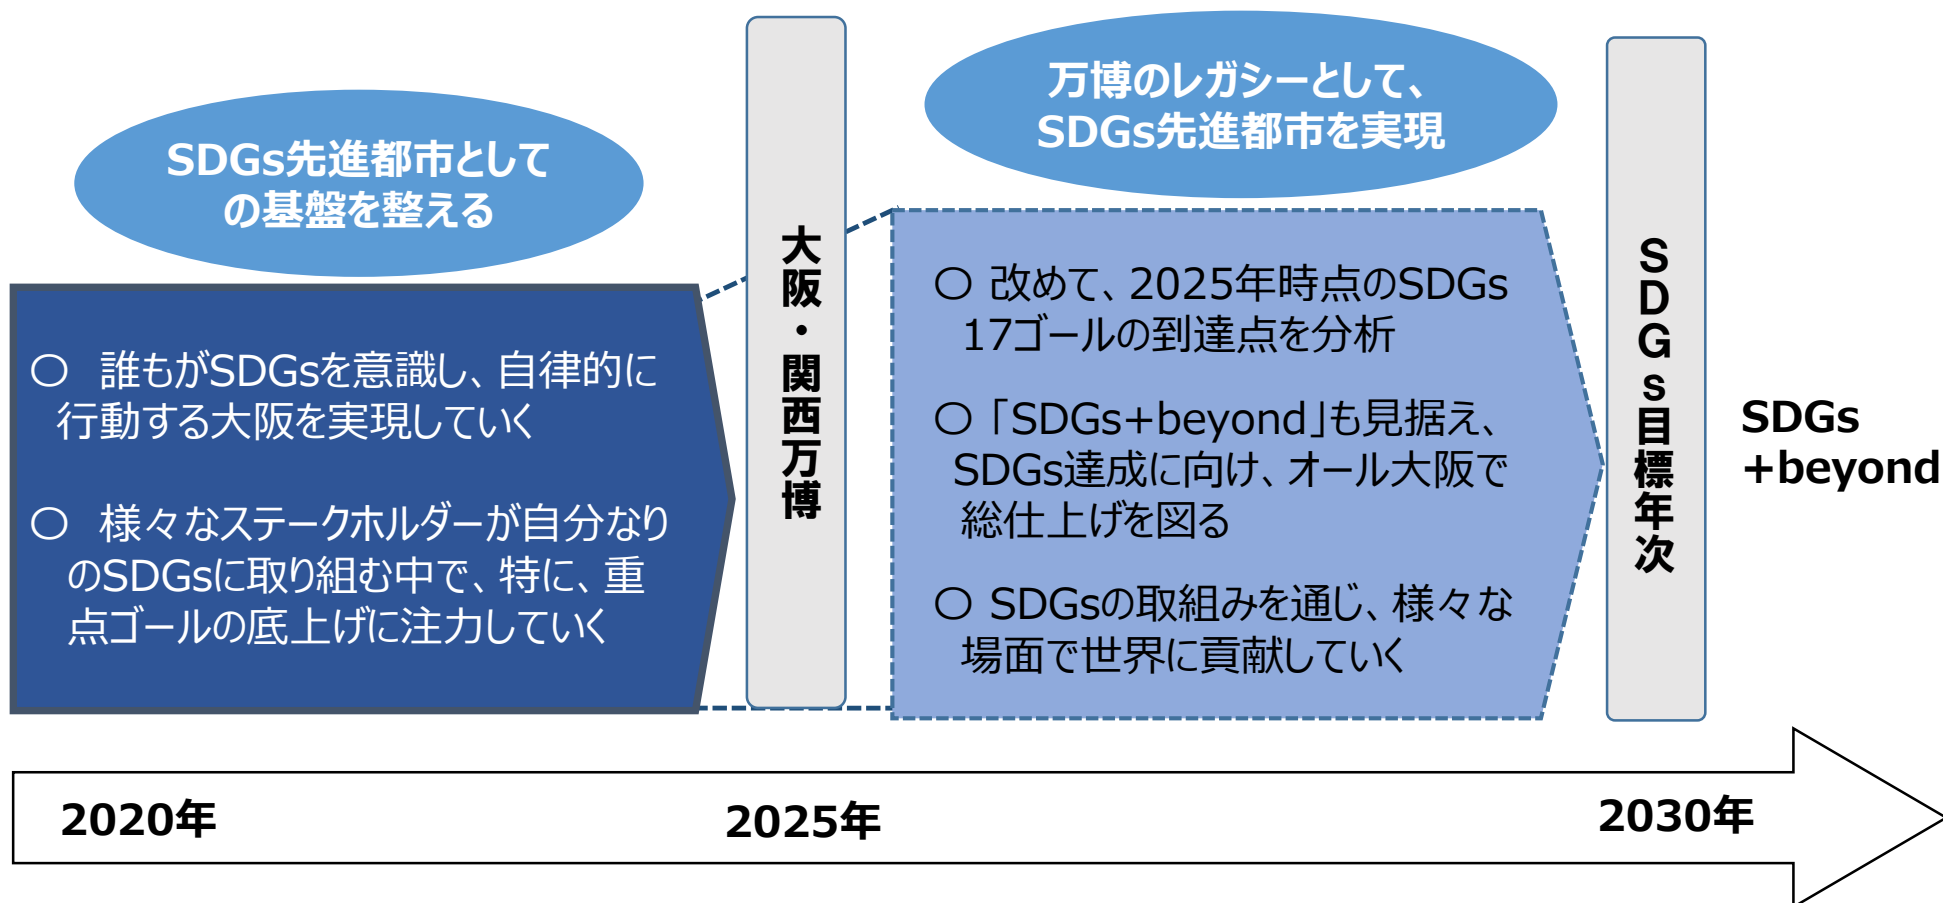 SDGs先進都市として
の基盤を整える
〇 誰もがSDGsを意識し、自律的に
行動する大阪を実現していく
〇 様々なステークホルダーが自分なり
のSDGsに取り組む中で、特に、重
点ゴールの底上げに注力していく
大阪・関西万博
万博のレガシーとして、
SDGs先進都市を実現
〇 改めて、2025年時点のSDGs
17ゴールの到達点を分析
〇「SDGs+beyond」も見据え、
SDGs達成に向け、オール大阪で
総仕上げを図る
〇 SDGsの取組みを通じ、様々な
場面で世界に貢献していく
SDGs目標年次
SDGs
+beyond
2020年
2025年
2030年